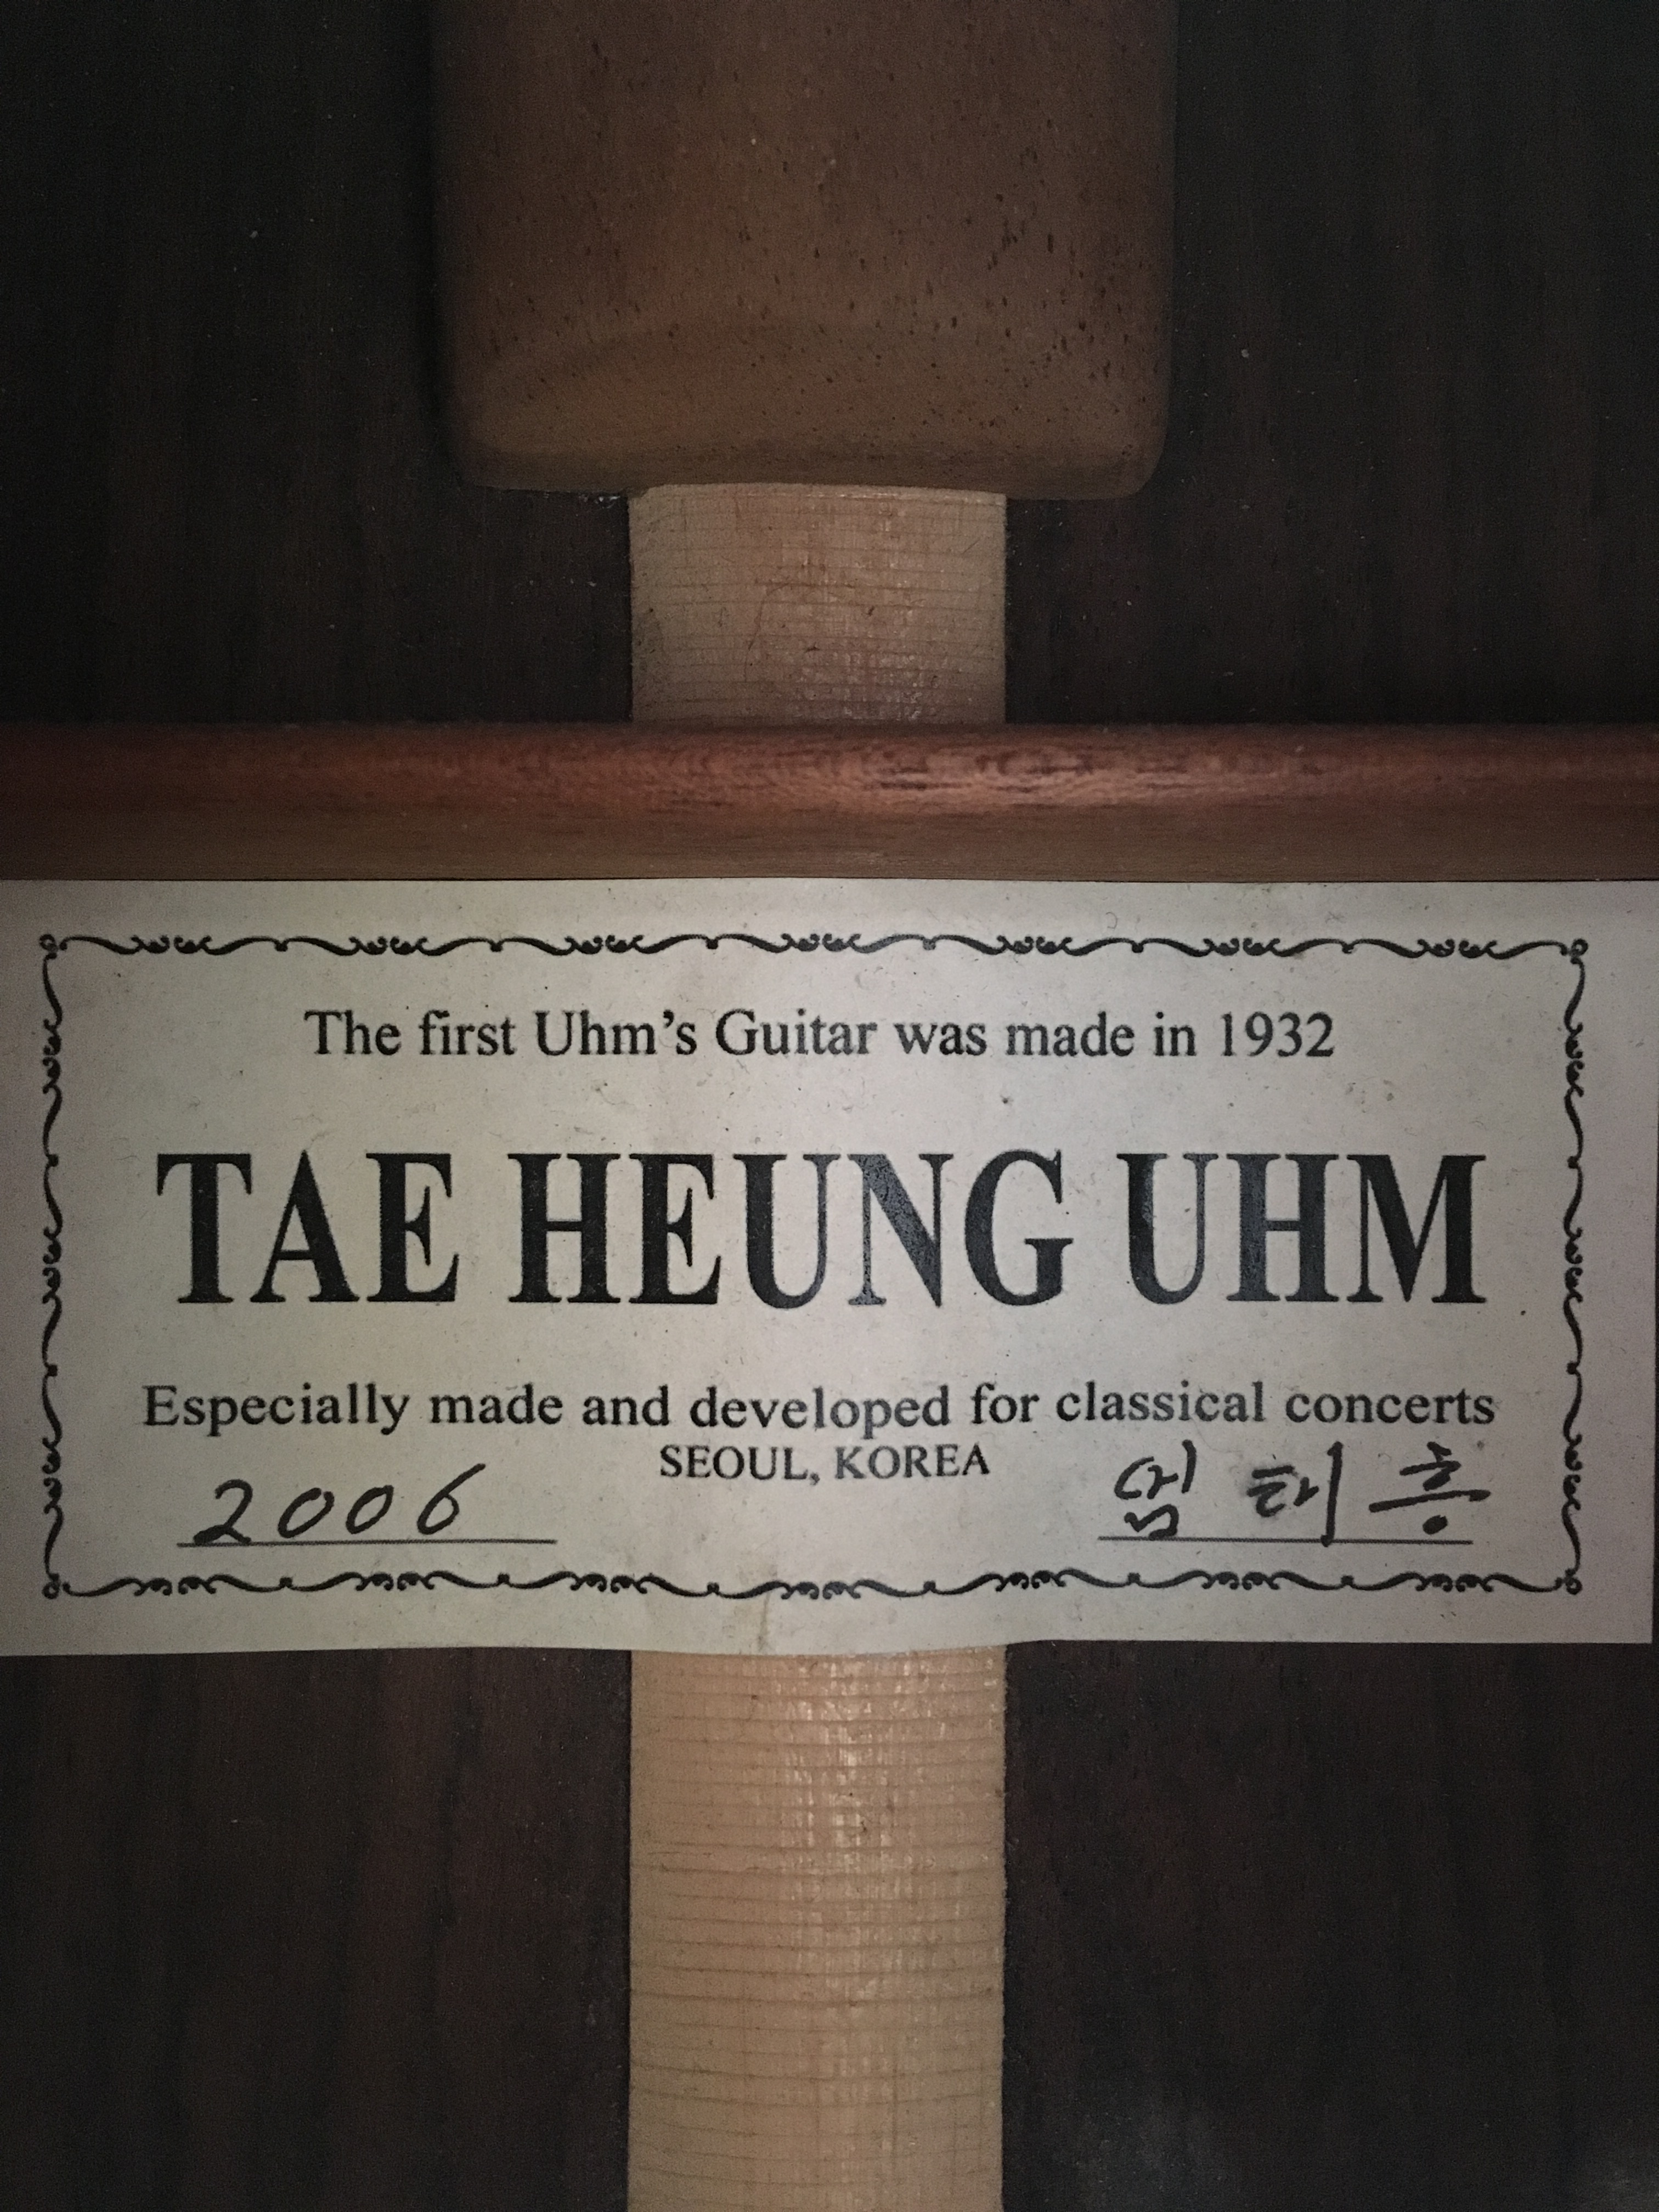 The first Uhm’s Guitar was made in 1932
TAE HEUNG UHM
Especially made and developed for classical concerts
SEOUL, KOREA
2006 엄태흥